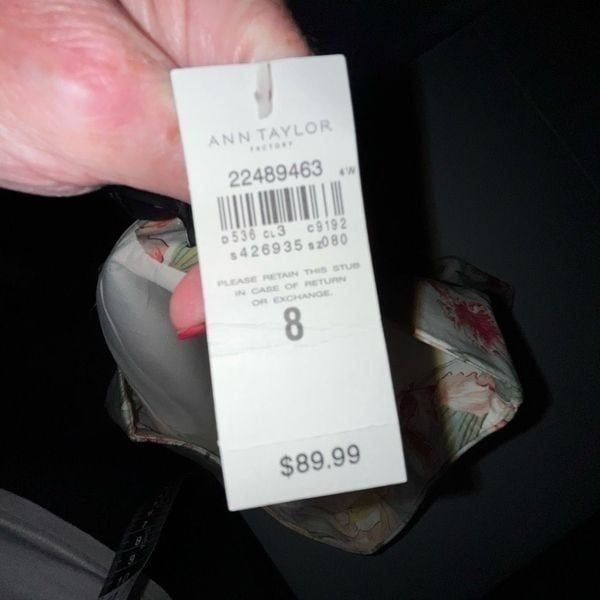 ANN TAYLOR
FACTORY
22489463 4'W
D536 CL3 C9192
S426935 SZ080
PLEASE RETAIN THIS STUB
IN CASE OF RETURN
OR EXCHANGE.
8
$89.99